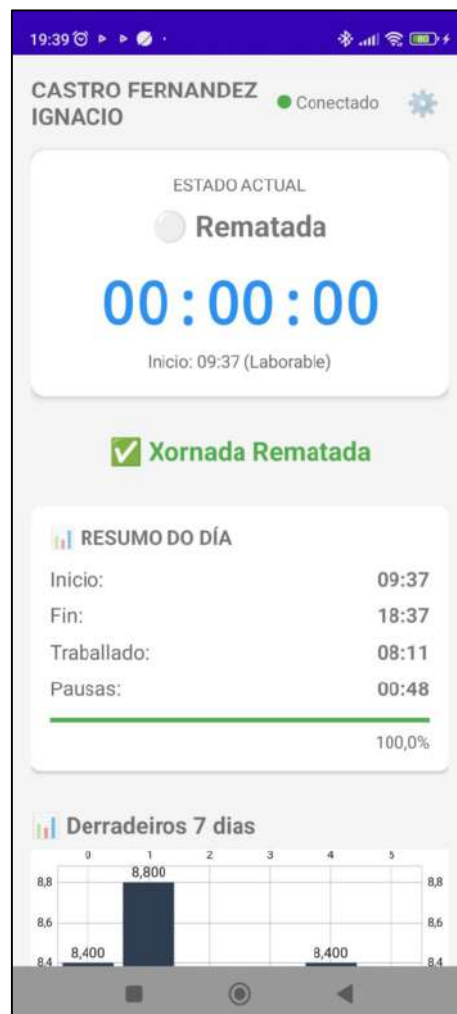 19:39
CASTRO FERNANDEZ
IGNACIO
Conectado
ESTADO ACTUAL
Rematada
00:00:00
Inicio: 09:37 (Laborable)
Xornada Rematada
RESUMO DO DÍA
Inicio: 09:37
Fin: 18:37
Traballado: 08:11
Pausas: 00:48
100,0%
Derradeiros 7 dias
0 1 2 3 4 5
8,800
8,8 8,8
8,6 8,6
8,400 8,400
8,4 8,4